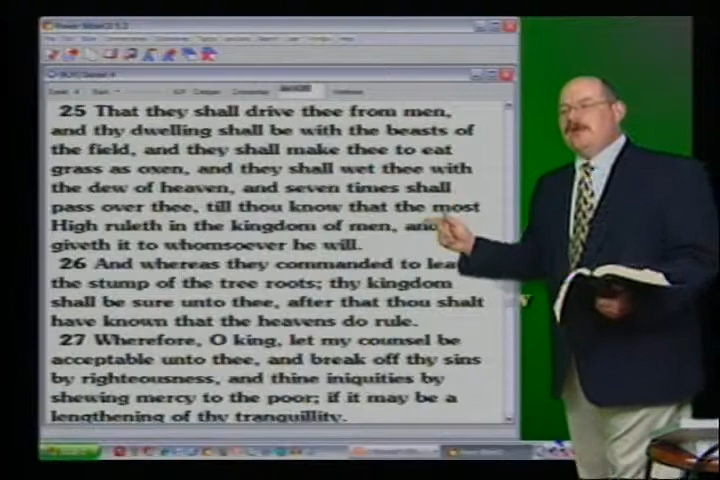 25 That they shall drive thee from men,
and thy dwelling shall be with the beasts of
the field, and they shall make thee to eat
grass as oxen, and they shall wet thee with
the dew of heaven, and seven times shall
pass over thee, till thou know that the most
High ruleth in the kingdom of men, and
giveth it to whomsoever he will.
26 And whereas they commanded to
the stump of the tree roots; thy kingdom
shall be sure unto thee, after that thou shalt
have known that the heavens do rule.
27 Wherefore, O king, let my counsel be
acceptable unto thee, and break off thy sins
by righteousness, and thine iniquities by
shewing mercy to the poor; if it may be a
lengthening of thy tranquillity.